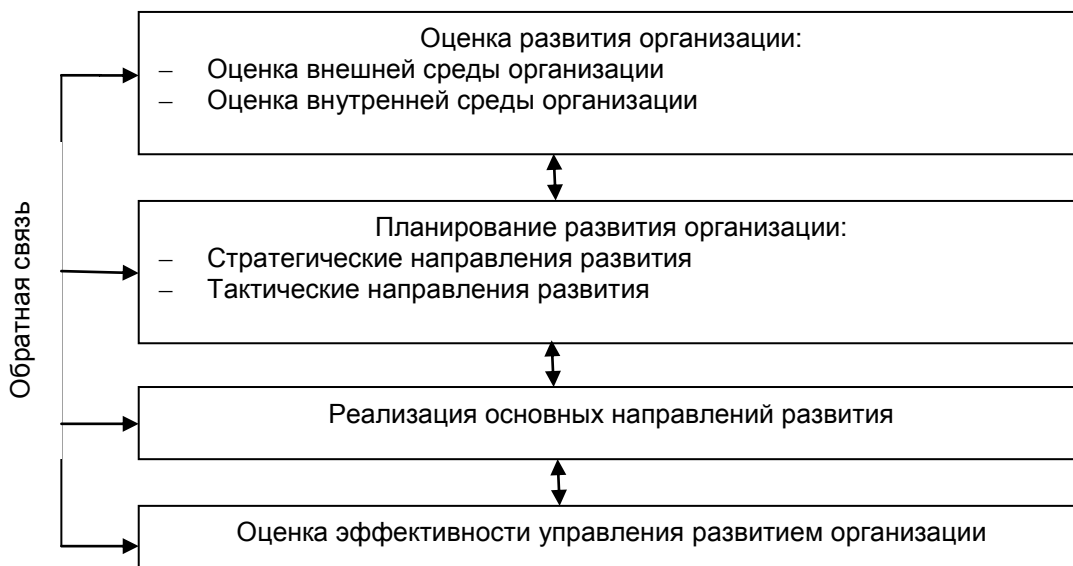 Оценка развития организации:
– Оценка внешней среды организации
– Оценка внутренней среды организации
Обратная связь
Планирование развития организации:
– Стратегические направления развития
– Тактические направления развития
Реализация основных направлений развития
Оценка эффективности управления развитием организации